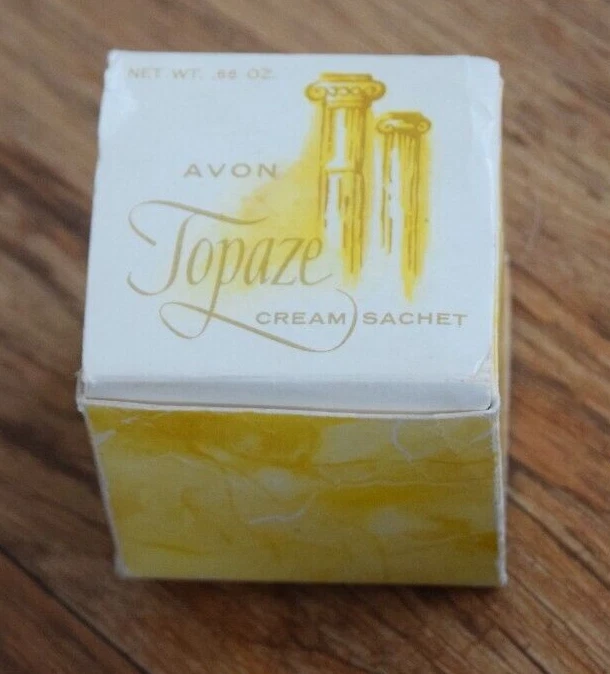 NET WT. .66 OZ.
AVON
Topaze
CREAM SACHET